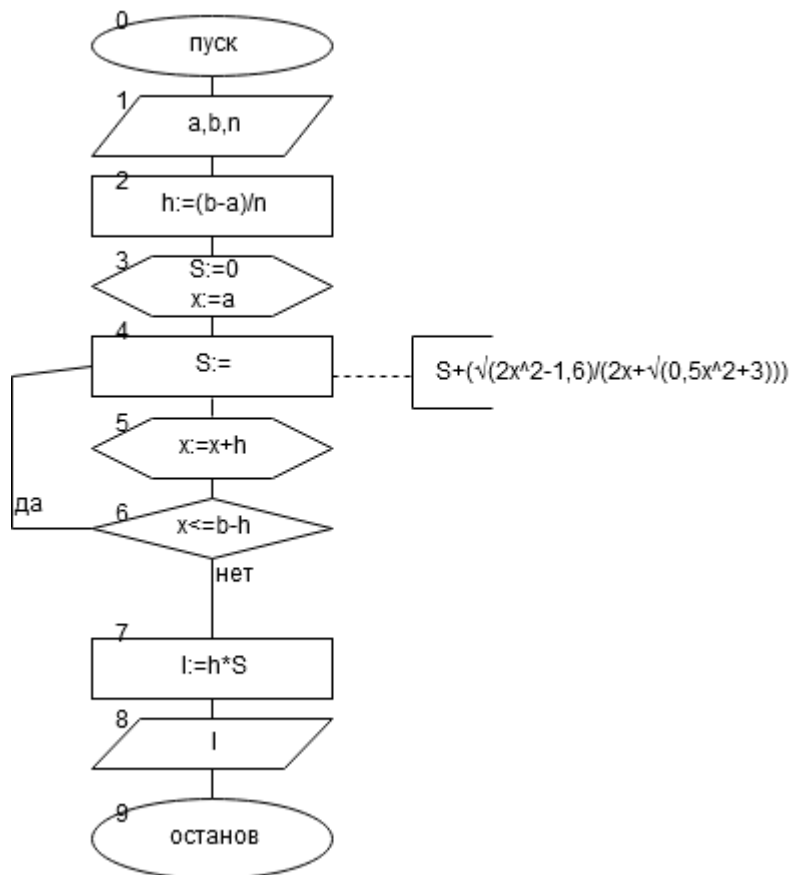 0
пуск
1
a,b,n
2
h:=(b-a)/n
3
S:=0
x:=a
4
S:=
S+(√(2x^2-1,6)/(2x+√(0,5x^2+3)))
5
x:=x+h
да
6
x<=b-h
нет
7
I:=h*S
8
I
9
останов